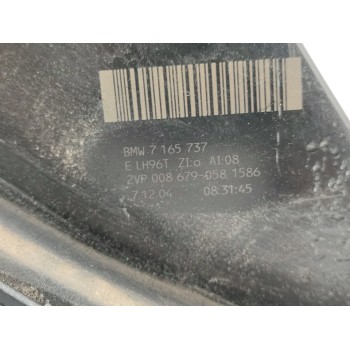 BMW 7 165 737
E LH96T ZI:o AI:08
2VP 008 679-058 1586
7.12.04 08:31:45